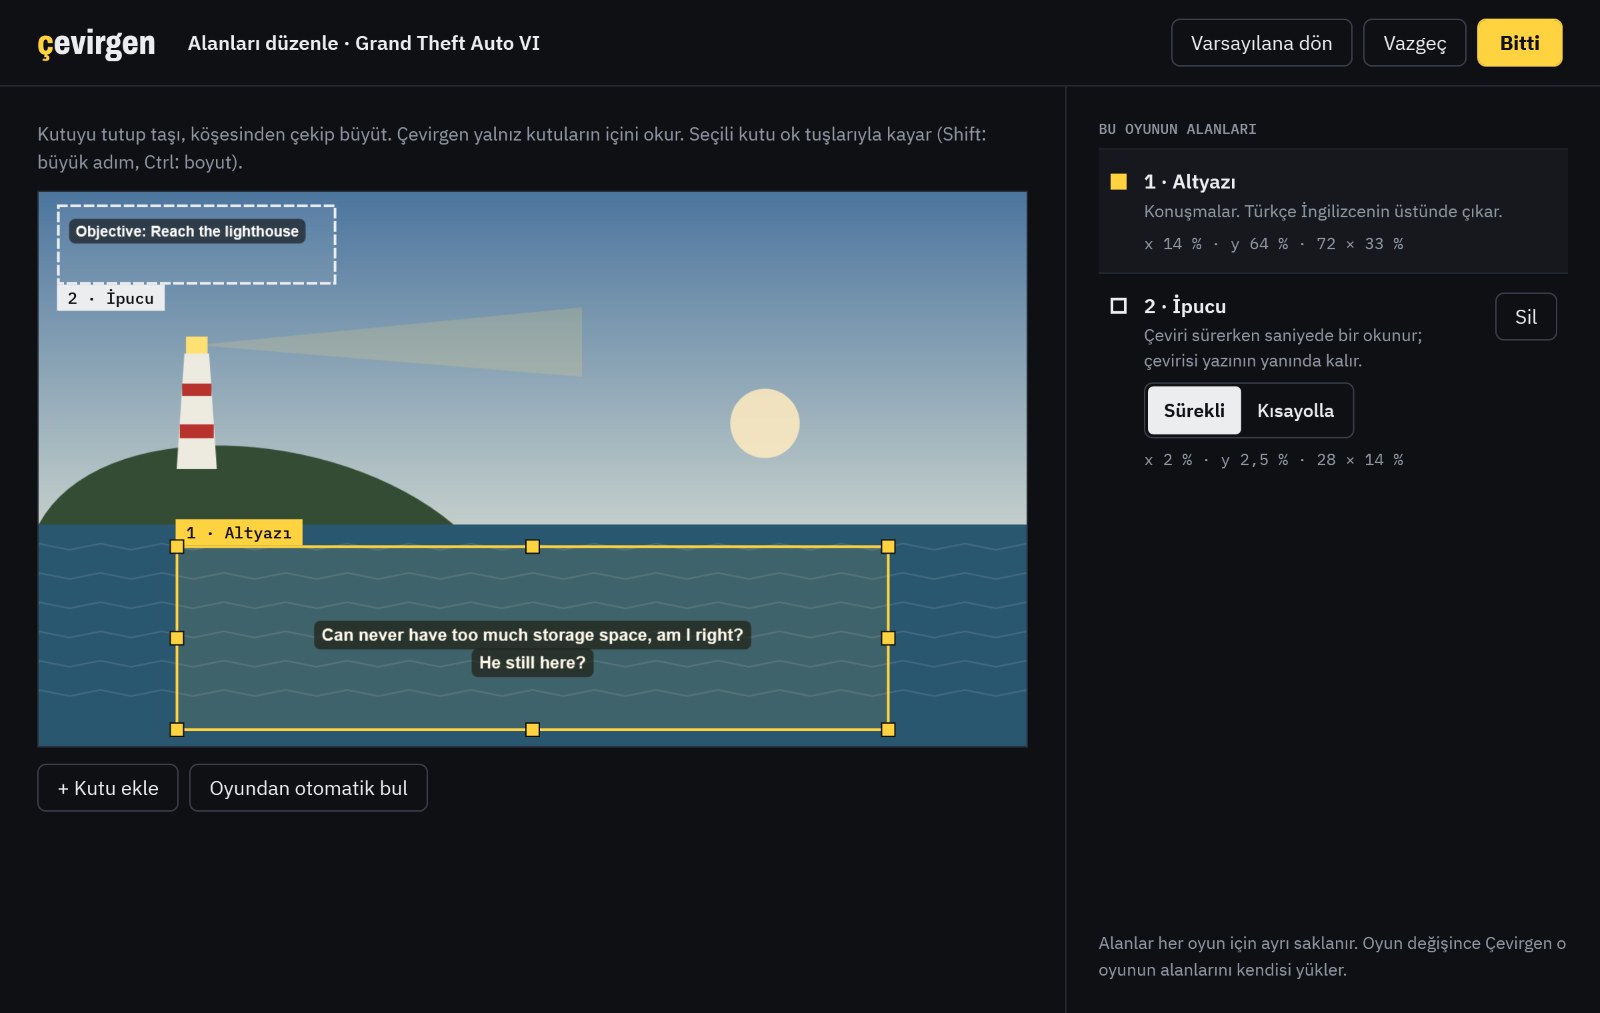 çevirgen
Alanları düzenle · Grand Theft Auto VI
Varsayılana dön
Vazgeç
Bitti
Kutuyu tutup taşı, köşesinden çekip büyüt. Çevirgen yalnız kutuların içini okur. Seçili kutu ok tuşlarıyla kayar (Shift:
büyük adım, Ctrl: boyut).
Objective: Reach the lighthouse
2 · İpucu
1 · Altyazı
Can never have too much storage space, am I right?
He still here?
+ Kutu ekle
Oyundan otomatik bul
BU OYUNUN ALANLARI
1 · Altyazı
Konuşmalar. Türkçe İngilizcenin üstünde çıkar.
x 14 % · y 64 % · 72 × 33 %
2 · İpucu
Sil
Çeviri sürerken saniyede bir okunur;
çevirisi yazının yanında kalır.
Sürekli
Kısayolla
x 2 % · y 2,5 % · 28 × 14 %
Alanlar her oyun için ayrı saklanır. Oyun değişince Çevirgen o
oyunun alanlarını kendisi yükler.